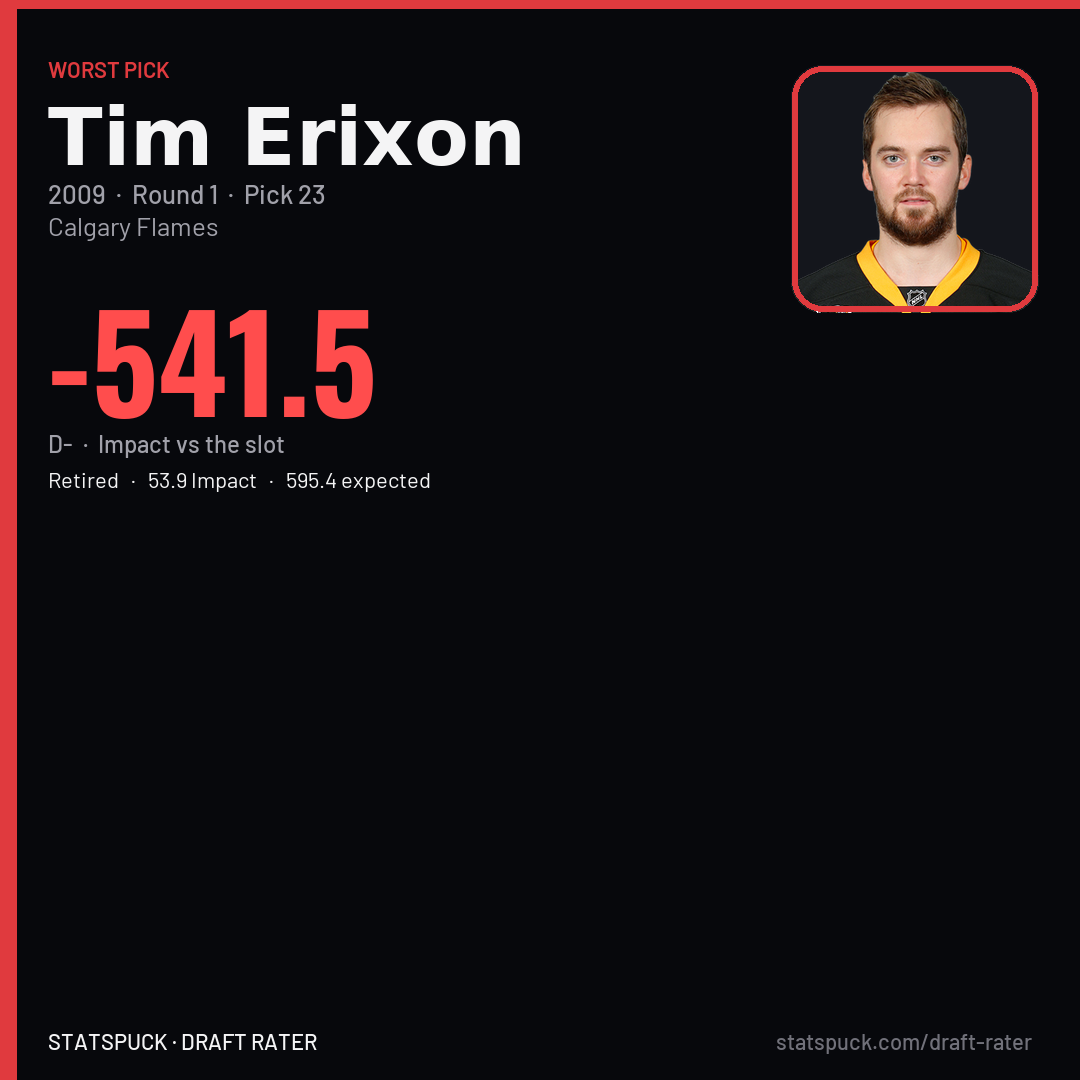 WORST PICK
Tim Erixon
2009 · Round 1 · Pick 23
Calgary Flames
-541.5
D- · Impact vs the slot
Retired · 53.9 Impact · 595.4 expected
STATSPUCK · DRAFT RATER
statspuck.com/draft-rater